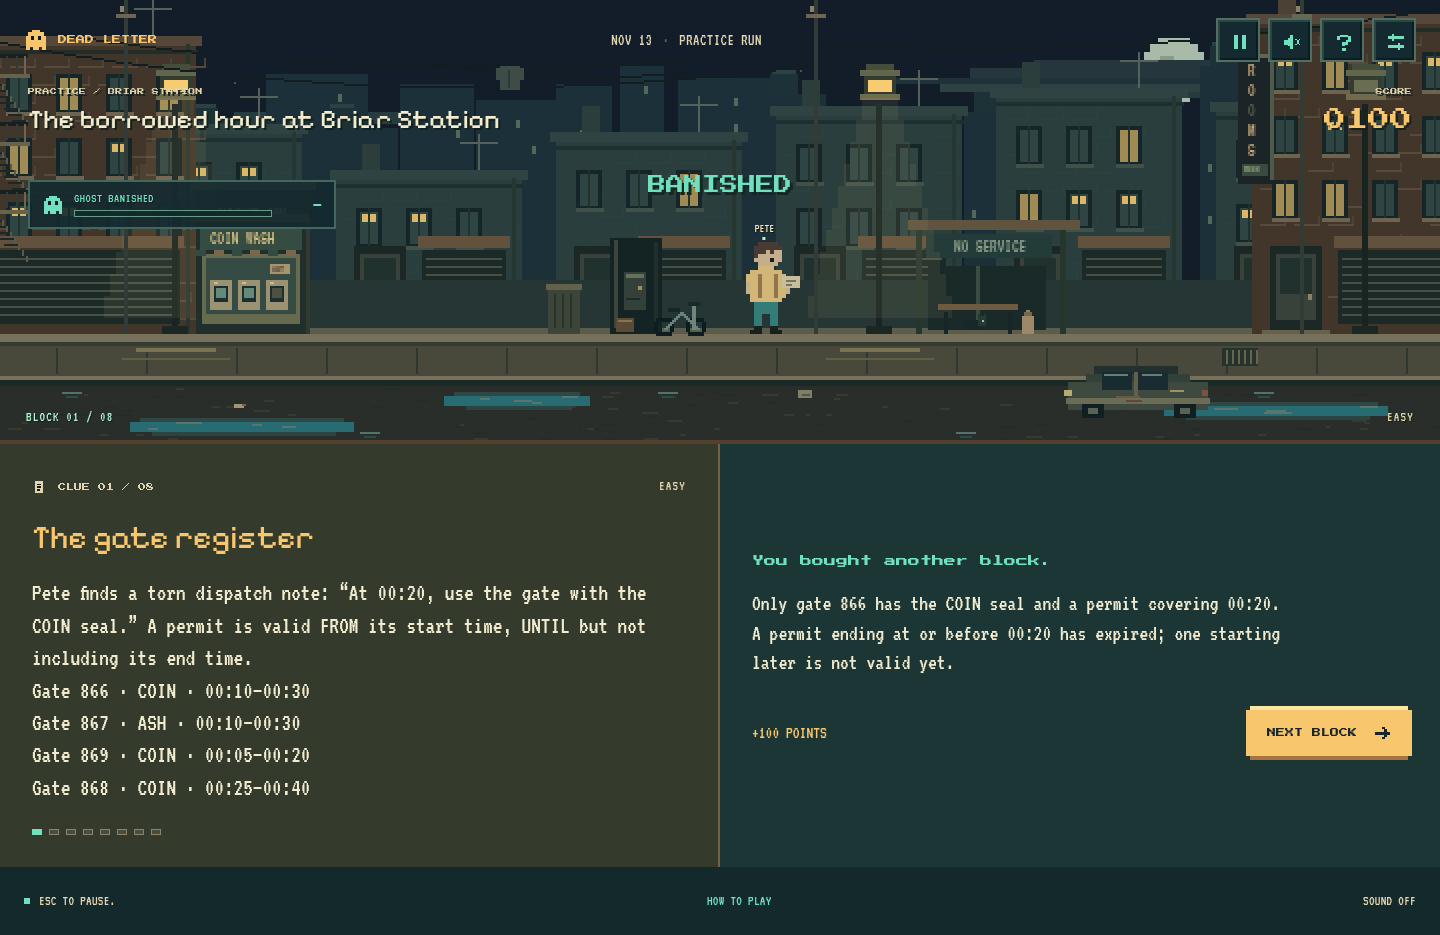 DEAD LETTER
NOV 13 · PRACTICE RUN
PRACTICE / BRIAR STATION
The borrowed hour at Briar Station
SCORE
0100
ROOMS
GHOST BANISHED
BANISHED
PETE
COIN WASH
NO SERVICE
BLOCK 01 / 08
EASY
CLUE 01 / 08
EASY
The gate register
Pete finds a torn dispatch note: “At 00:20, use the gate with the
COIN seal.” A permit is valid FROM its start time, UNTIL but not
including its end time.
Gate 866 · COIN · 00:10–00:30
Gate 867 · ASH · 00:10–00:30
Gate 869 · COIN · 00:05–00:20
Gate 868 · COIN · 00:25–00:40
You bought another block.
Only gate 866 has the COIN seal and a permit covering 00:20.
A permit ending at or before 00:20 has expired; one starting
later is not valid yet.
+100 POINTS
NEXT BLOCK
ESC TO PAUSE.
HOW TO PLAY
SOUND OFF